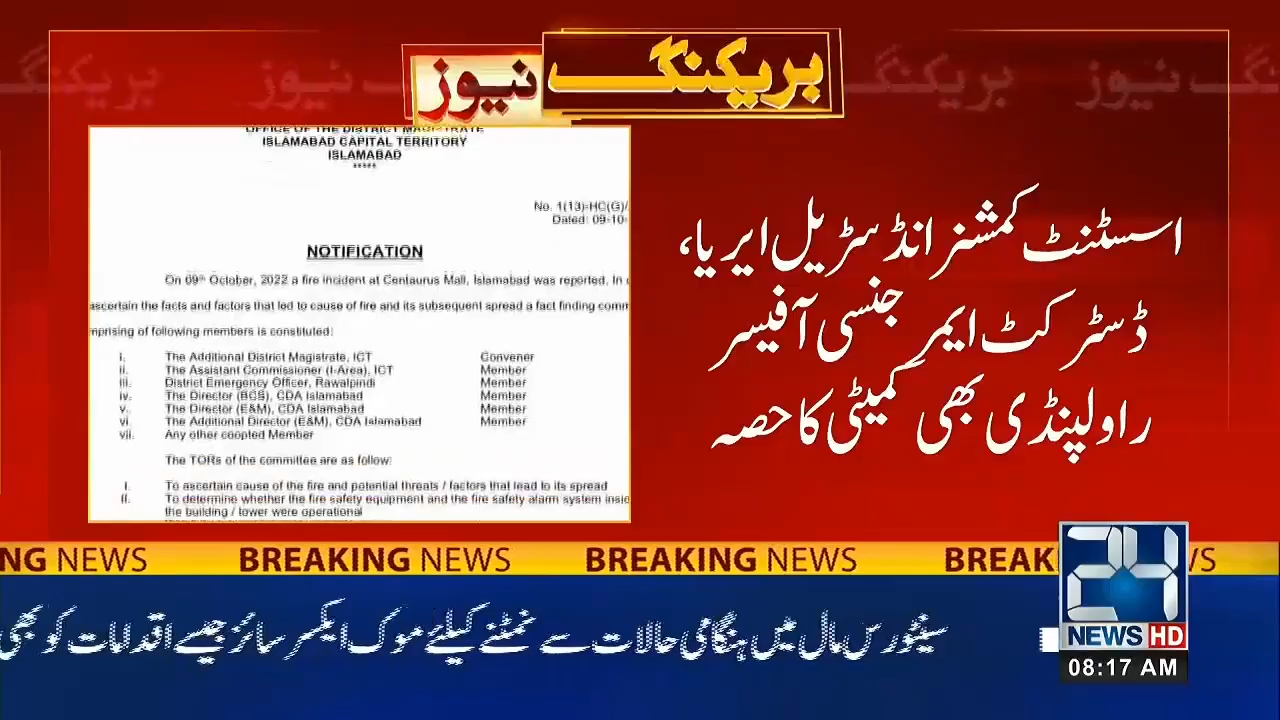 بریکنگ نیوز
OFFICE OF THE DISTRICT MAGISTRATE
ISLAMABAD CAPITAL TERRITORY
ISLAMABAD
*****
No. 1(13)-HC(G)/
Dated: 09-10-
NOTIFICATION
On 09th October, 2022 a fire incident at Centaurus Mall, Islamabad was reported. In
ascertain the facts and factors that led to cause of fire and its subsequent spread a fact finding comm
mprising of following members is constituted:
i. The Additional District Magistrate, ICT Convener
ii. The Assistant Commissioner (I-Area), ICT Member
iii. District Emergency Officer, Rawalpindi Member
iv. The Director (BCS), CDA Islamabad Member
v. The Director (E&M), CDA Islamabad Member
vi. The Additional Director (E&M), CDA Islamabad Member
vii. Any other coopted Member
The TORs of the committee are as follow:
i. To ascertain cause of the fire and potential threats / factors that lead to its spread
ii. To determine whether the fire safety equipment and the fire safety alarm system insid
the building / tower were operational
اسسٹنٹ کمشنر انڈسٹریل ایریا،
ڈسٹرکٹ ایمرجنسی آفیسر
راولپنڈی بھی کمیٹی کا حصہ
NG NEWS BREAKING NEWS BREAKING NEWS BREAKI VS
سینٹورس مال میں ہنگامی حالات سے نمٹنے کیلئے موک ایکسرسائز جیسے اقدامات کو بھی
24
NEWS HD
08:17 AM